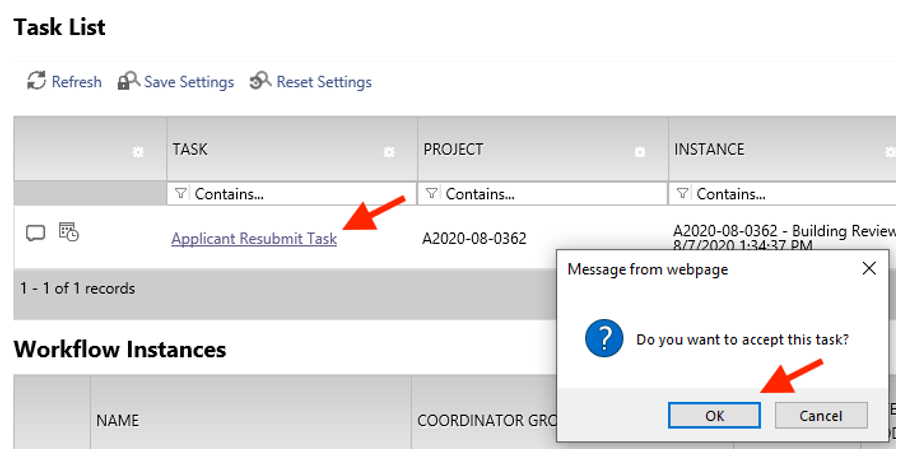 Task List
Refresh Save Settings Reset Settings
TASK PROJECT INSTANCE
Contains... Contains... Contains...
Applicant Resubmit Task A2020-08-0362 A2020-08-0362 - Building Review
8/7/2020 1:34:37 PM
1 - 1 of 1 records
Message from webpage
Do you want to accept this task?
OK Cancel
Workflow Instances
NAME COORDINATOR GRO